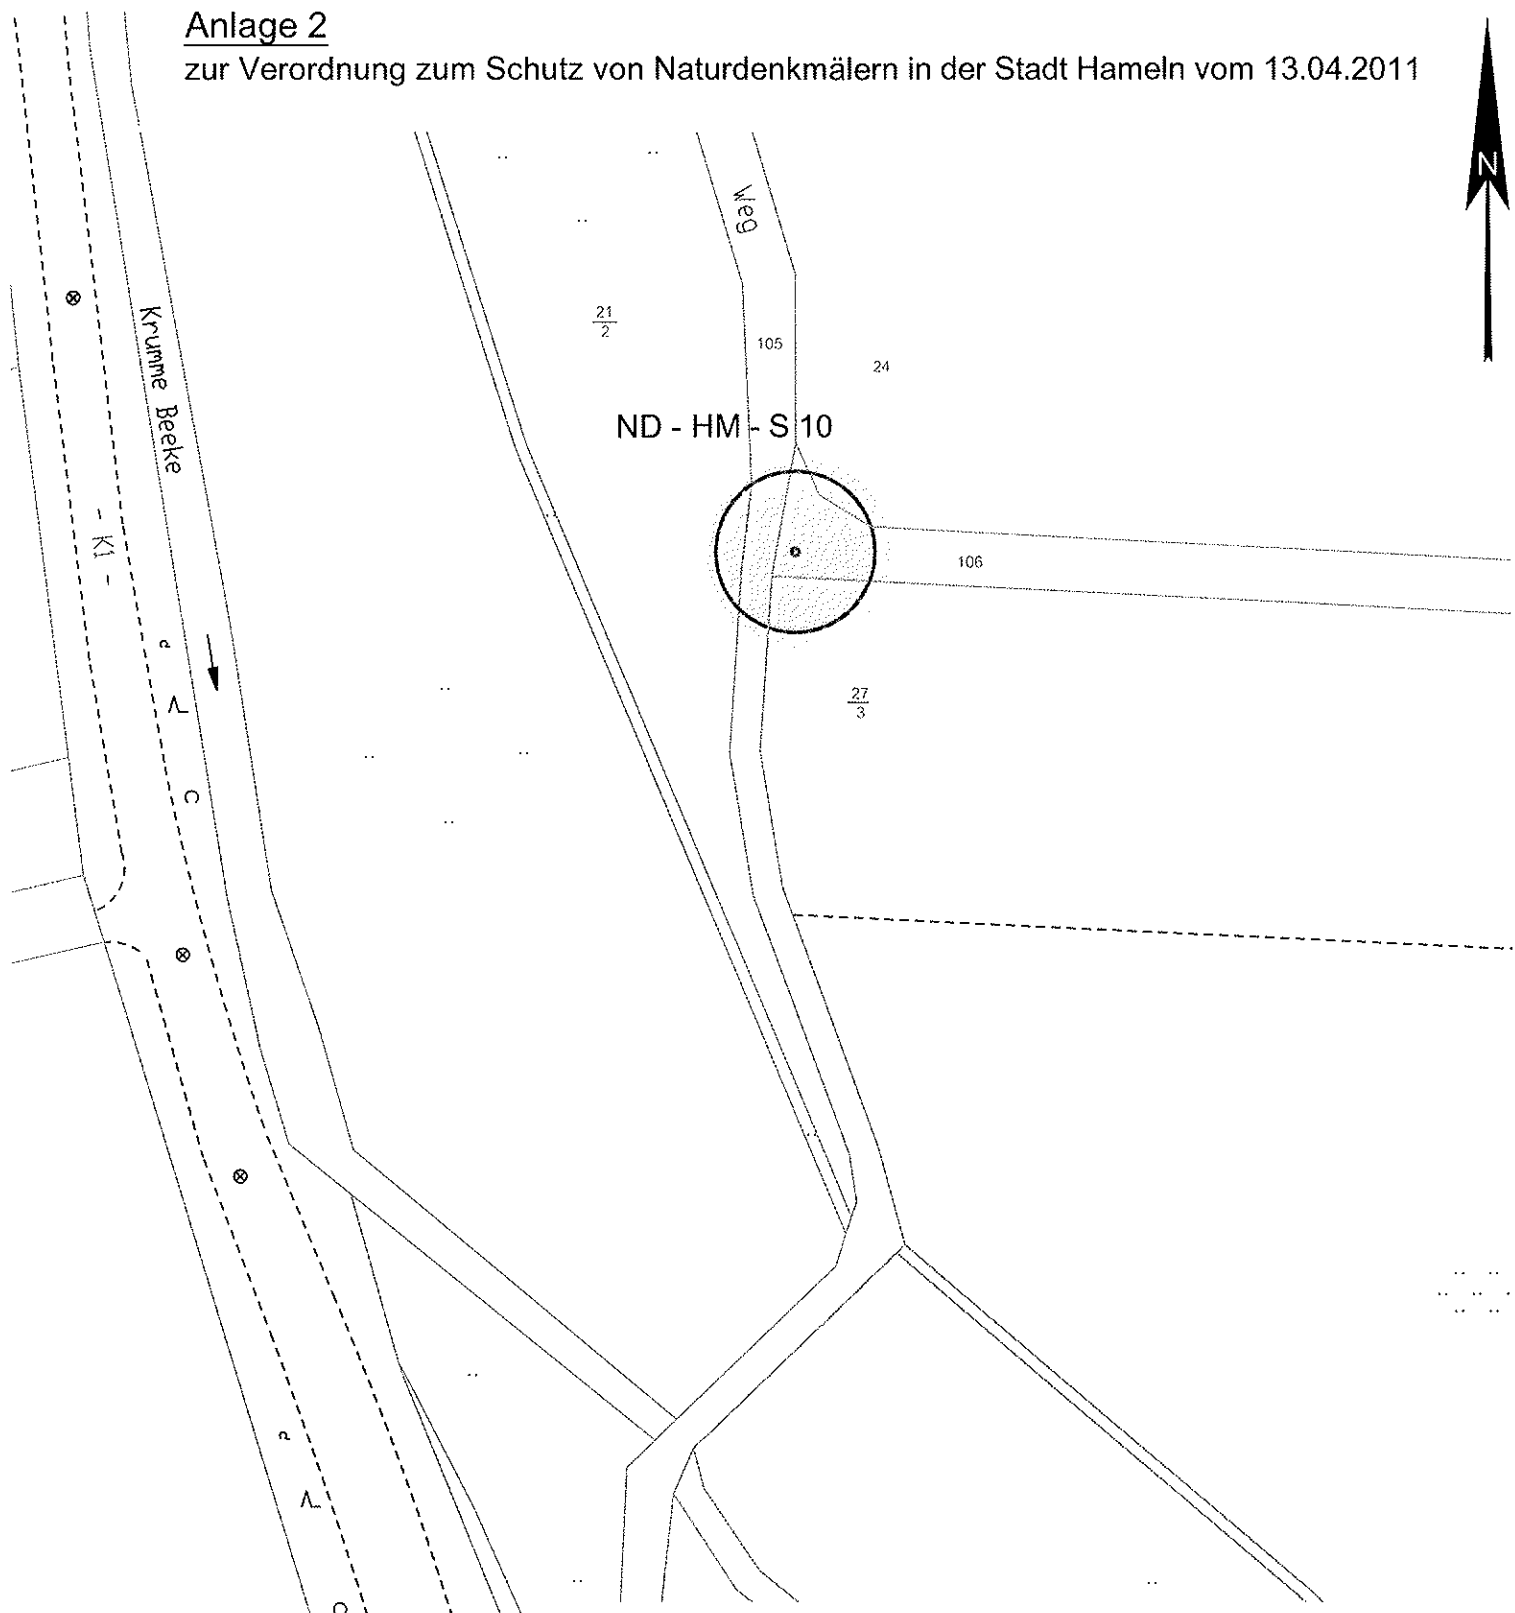 Anlage 2
zur Verordnung zum Schutz von Naturdenkmälern in der Stadt Hameln vom 13.04.2011
N
Weg
Krumme Beeke
21
2
105
24
ND - HM - S 10
- K1 -
106
27
3